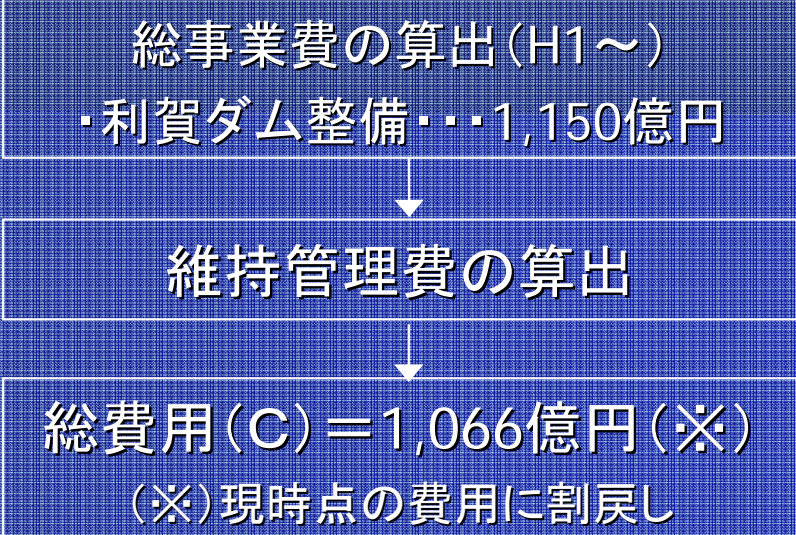 総事業費の算出(H1～)
・利賀ダム整備・・・1,150億円
維持管理費の算出
総費用(C)=1,066億円(※)
(※)現時点の費用に割戻し